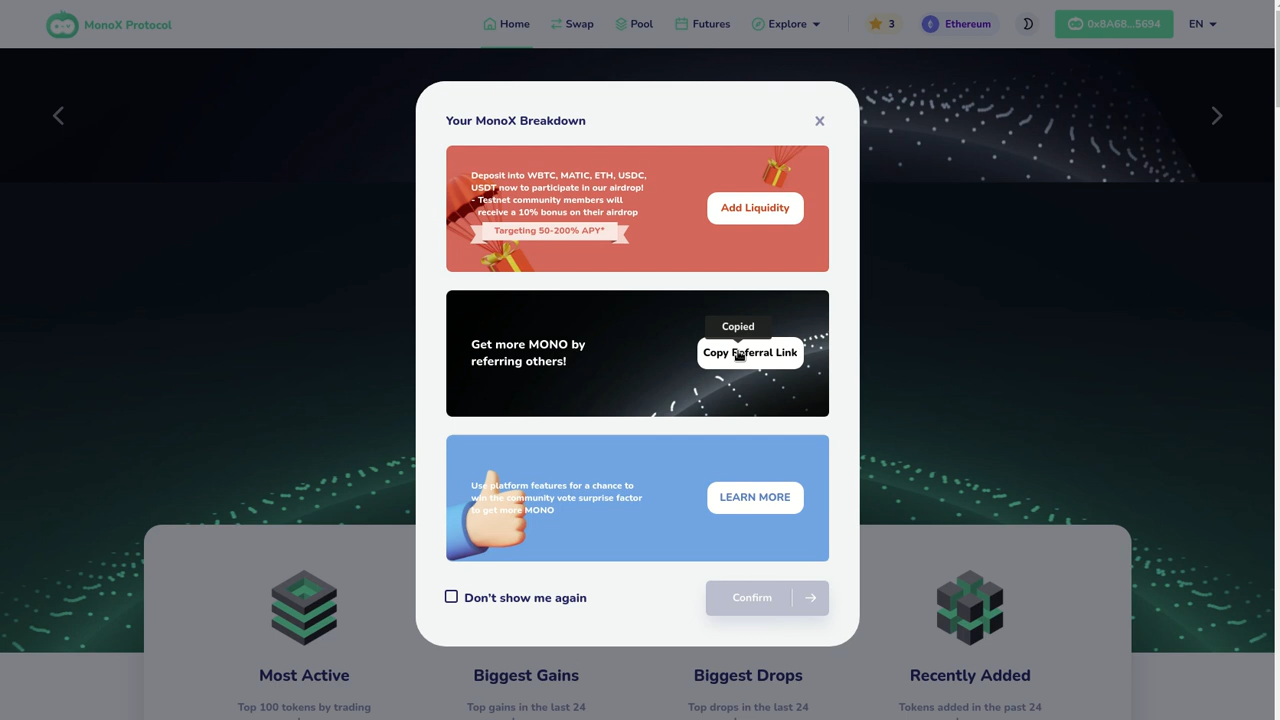 MonoX Protocol
Home
Swap
Pool
Futures
Explore
3
Ethereum
0x8A68...5694
EN
Your MonoX Breakdown
X
Deposit into WBTC, MATIC, ETH, USDC,
USDT now to participate in our airdrop!
- Testnet community members will
receive a 10% bonus on their airdrop
Targeting 50-200% APY*
Add Liquidity
Copied
Get more MONO by
referring others!
Copy Referral Link
Use platform features for a chance to
win the community vote surprise factor
to get more MONO
LEARN MORE
Don't show me again
Confirm
Most Active
Biggest Gains
Biggest Drops
Recently Added
Top 100 tokens by trading
Top gains in the last 24
Top drops in the last 24
Tokens added in the past 24